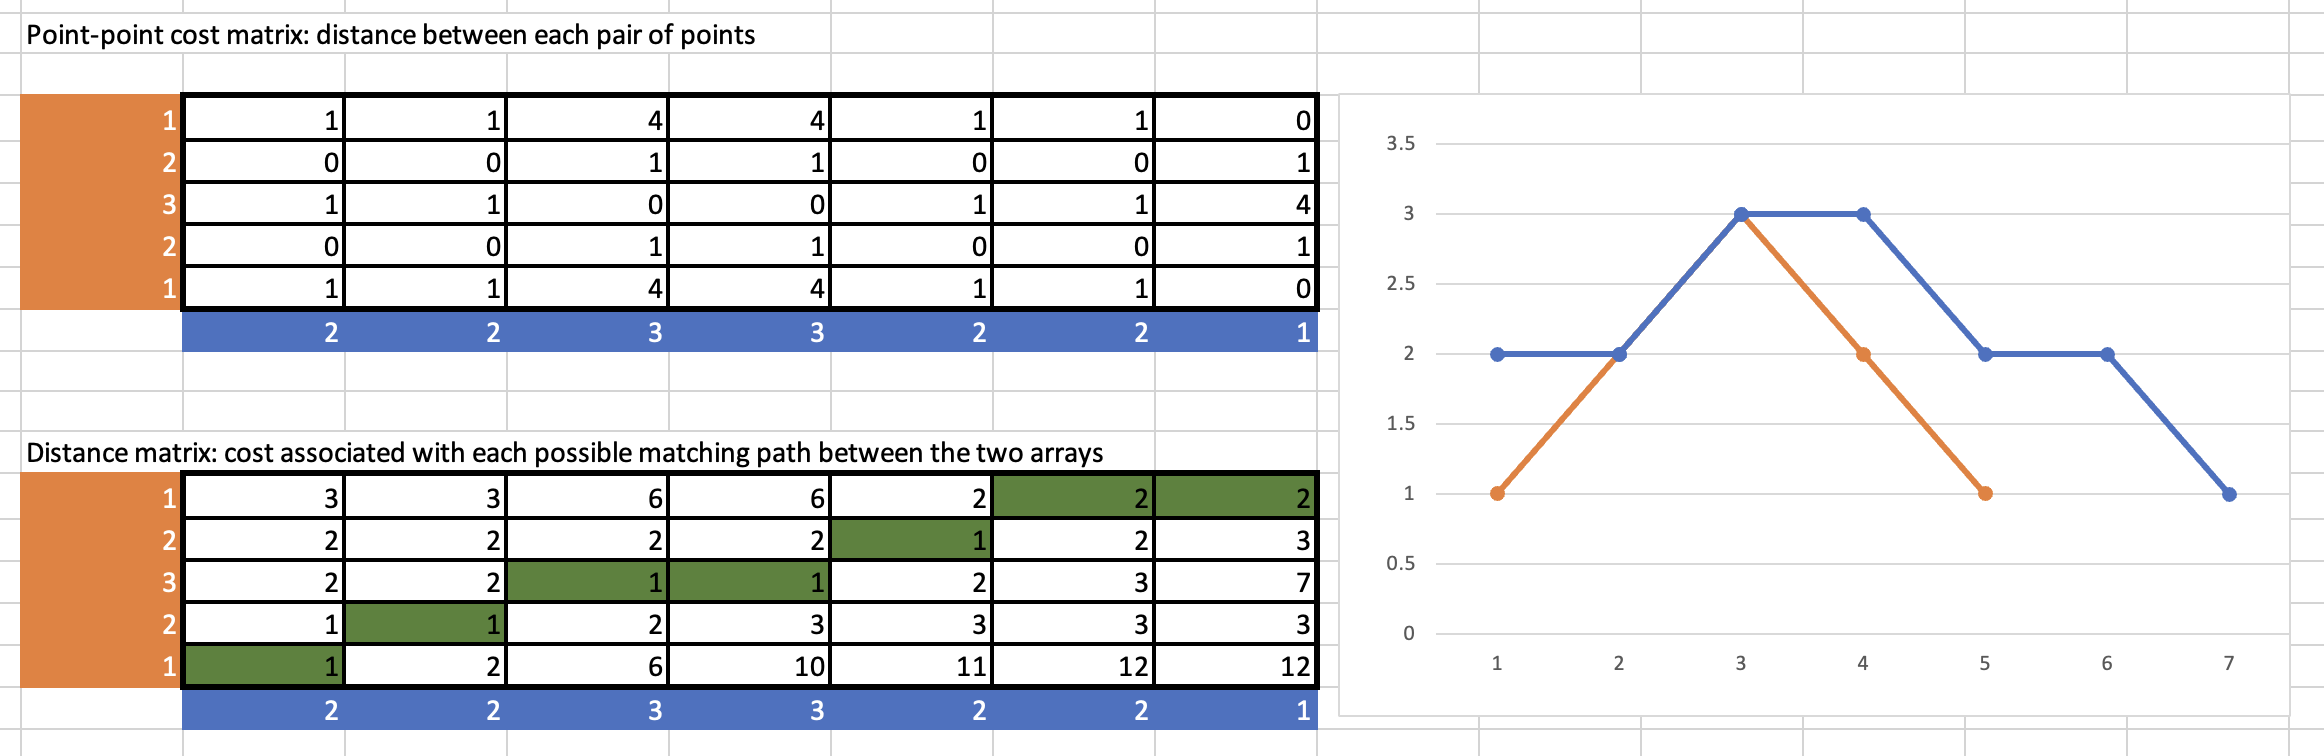 Point-point cost matrix: distance between each pair of points
1 1 1 4 4 1 1 0
2 0 0 1 1 0 0 1
3 1 1 0 0 1 1 4
2 0 0 1 1 0 0 1
1 1 1 4 4 1 1 0
2 2 3 3 2 2 1
Distance matrix: cost associated with each possible matching path between the two arrays
1 3 3 6 6 2 2 2
2 2 2 2 2 1 2 3
3 2 2 1 1 2 3 7
2 1 1 2 3 3 3 3
1 1 2 6 10 11 12 12
2 2 3 3 2 2 1
3.5
3
2.5
2
1.5
1
0.5
0
1 2 3 4 5 6 7